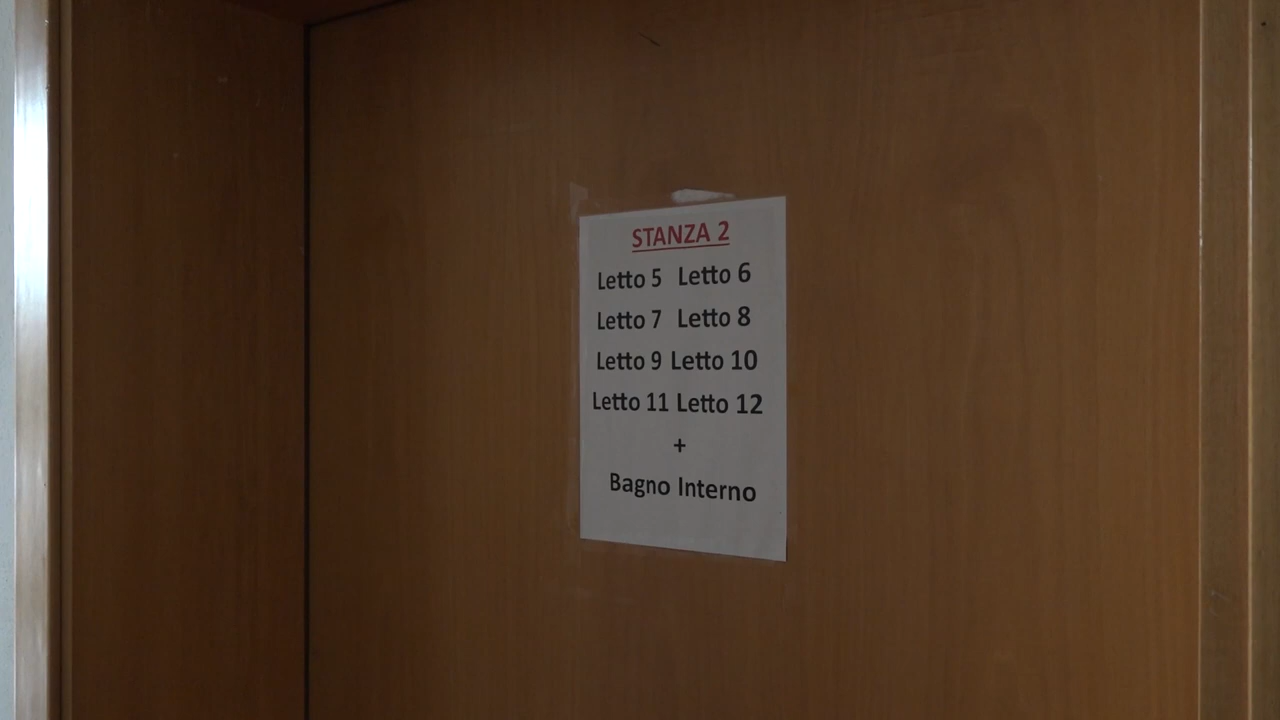 STANZA 2
Letto 5 Letto 6
Letto 7 Letto 8
Letto 9 Letto 10
Letto 11 Letto 12
+
Bagno Interno